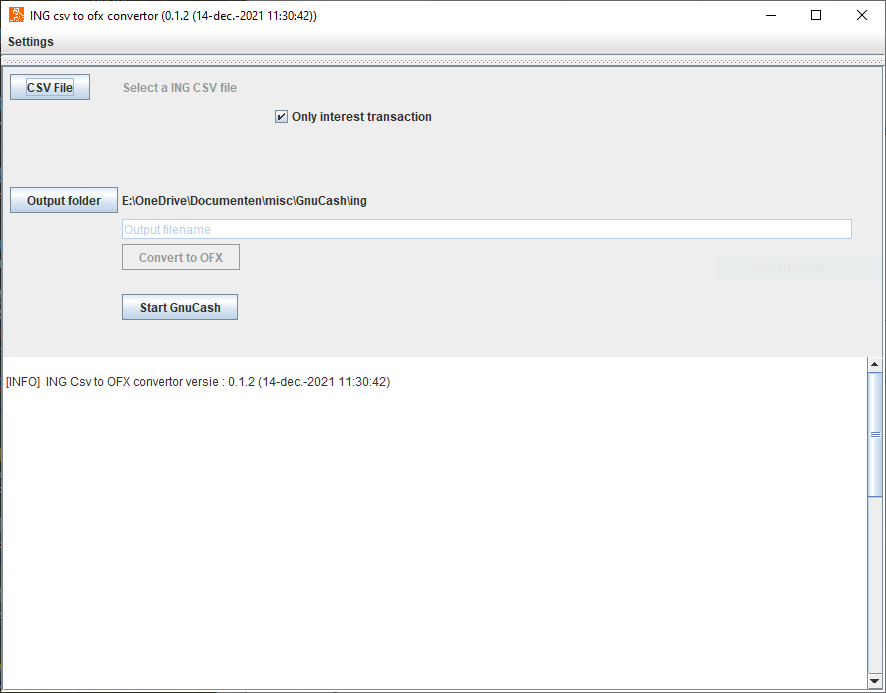 ING csv to ofx convertor (0.1.2 (14-dec.-2021 11:30:42))
Settings
CSV File Select a ING CSV file
Only interest transaction
Output folder E:\OneDrive\Documenten\misc\GnuCash\ing
Output filename
Convert to OFX
Start GnuCash
[INFO] ING Csv to OFX convertor versie : 0.1.2 (14-dec.-2021 11:30:42)